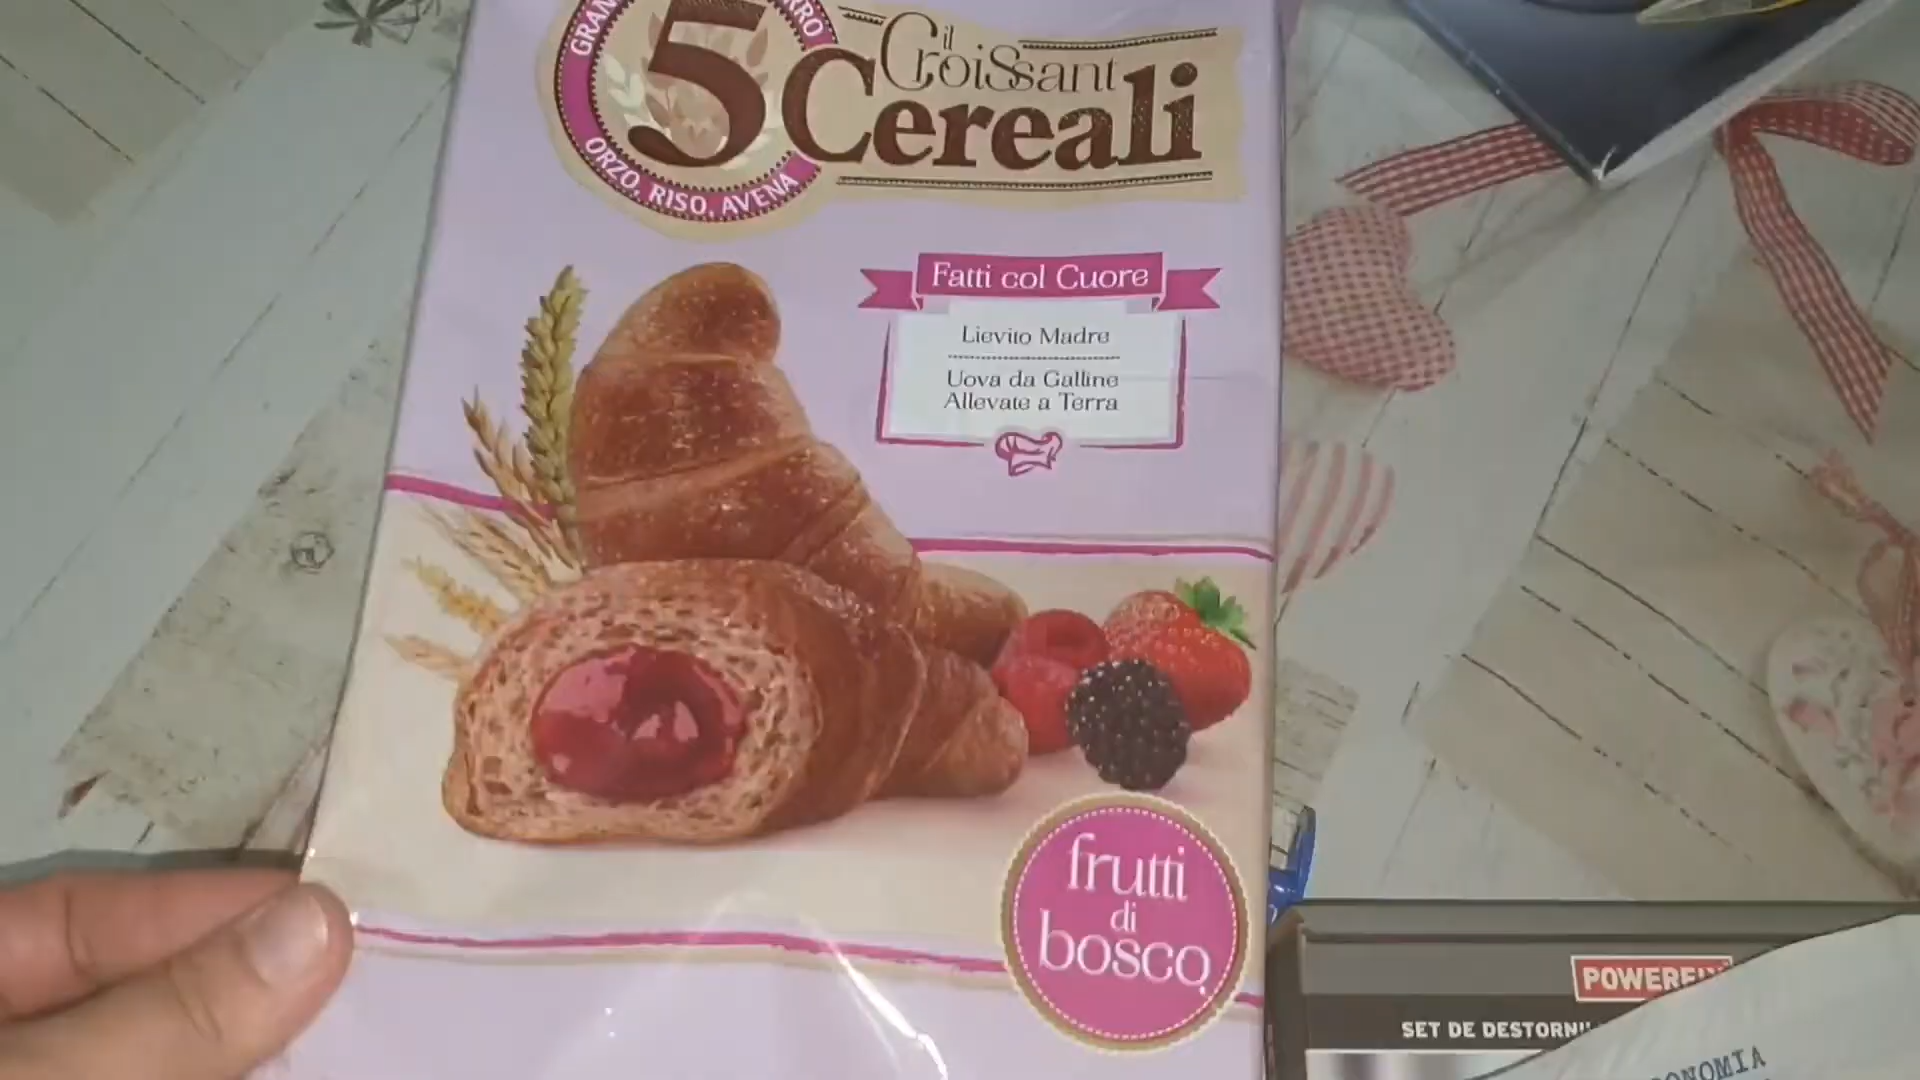 5
il
Croissant
Cereali
ORZO, RISO, AVENA
Fatti col Cuore
Lievito Madre
Uova da Galline
Allevate a Terra
frutti
di
bosco
SET DE